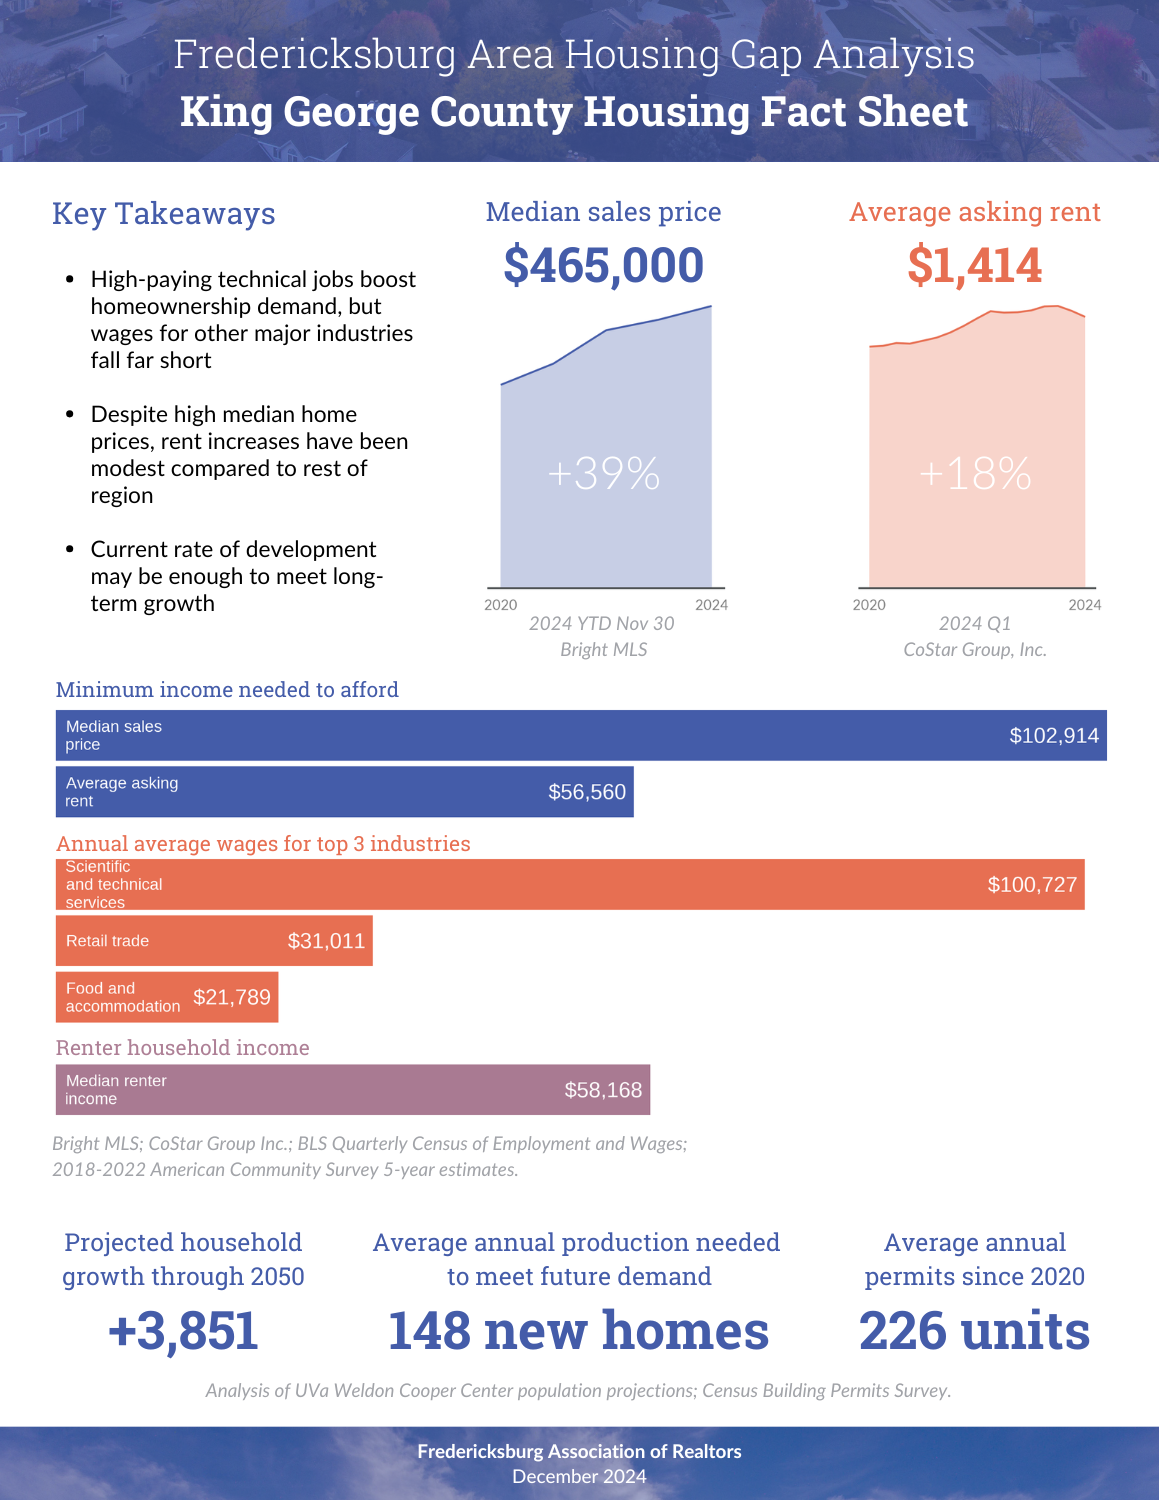 Fredericksburg Area Housing Gap Analysis
King George County Housing Fact Sheet
Key Takeaways
• High-paying technical jobs boost
homeownership demand, but
wages for other major industries
fall far short
• Despite high median home
prices, rent increases have been
modest compared to rest of
region
• Current rate of development
may be enough to meet long-
term growth
Median sales price
$465,000
+39%
2020 2024
2024 YTD Nov 30
Bright MLS
Average asking rent
$1,414
+18%
2020 2024
2024 Q1
CoStar Group, Inc.
Minimum income needed to afford
Median sales
price
$102,914
Average asking
rent
$56,560
Annual average wages for top 3 industries
Scientific
and technical
services
$100,727
Retail trade $31,011
Food and
accommodation
$21,789
Renter household income
Median renter
income
$58,168
Bright MLS; CoStar Group Inc.; BLS Quarterly Census of Employment and Wages;
2018-2022 American Community Survey 5-year estimates.
Projected household
growth through 2050
+3,851
Average annual production needed
to meet future demand
148 new homes
Average annual
permits since 2020
226 units
Analysis of UVa Weldon Cooper Center population projections; Census Building Permits Survey.
Fredericksburg Association of Realtors
December 2024